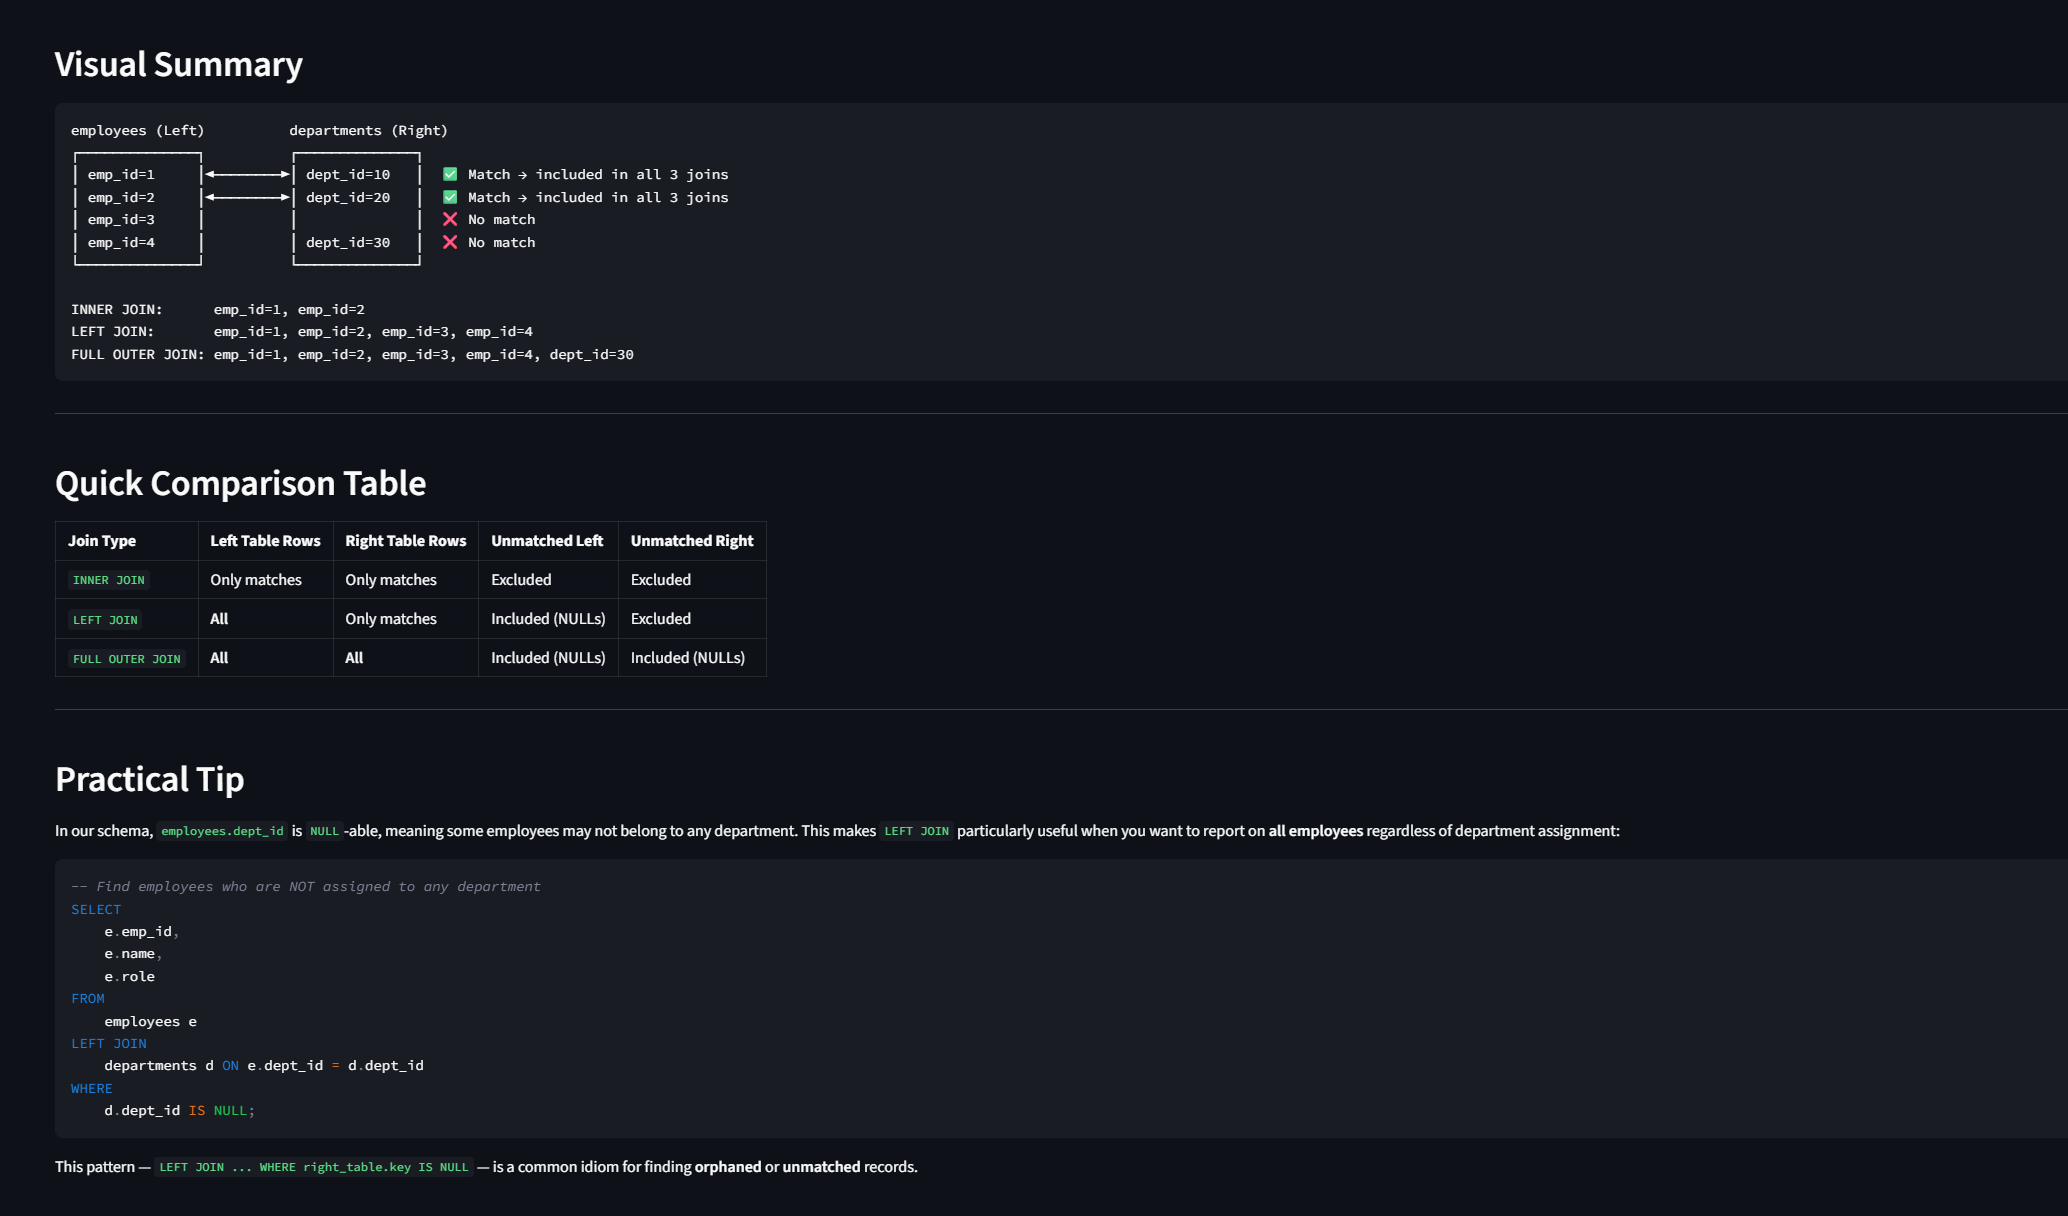 Visual Summary
employees (Left)          departments (Right)
┌──────────────┐          ┌──────────────┐
│ emp_id=1     │◄────────►│ dept_id=10   │  ✅ Match → included in all 3 joins
│ emp_id=2     │◄────────►│ dept_id=20   │  ✅ Match → included in all 3 joins
│ emp_id=3     │          │              │  ❌ No match
│ emp_id=4     │          │ dept_id=30   │  ❌ No match
└──────────────┘          └──────────────┘
INNER JOIN:      emp_id=1, emp_id=2
LEFT JOIN:       emp_id=1, emp_id=2, emp_id=3, emp_id=4
FULL OUTER JOIN: emp_id=1, emp_id=2, emp_id=3, emp_id=4, dept_id=30
Quick Comparison Table
Join Type Left Table Rows Right Table Rows Unmatched Left Unmatched Right
INNER JOIN Only matches Only matches Excluded Excluded
LEFT JOIN All Only matches Included (NULLs) Excluded
FULL OUTER JOIN All All Included (NULLs) Included (NULLs)
Practical Tip
In our schema, employees.dept_id is NULL-able, meaning some employees may not belong to any department. This makes LEFT JOIN particularly useful when you want to report on all employees regardless of department assignment:
-- Find employees who are NOT assigned to any department
SELECT
    e.emp_id,
    e.name,
    e.role
FROM
    employees e
LEFT JOIN
    departments d ON e.dept_id = d.dept_id
WHERE
    d.dept_id IS NULL;
This pattern — LEFT JOIN ... WHERE right_table.key IS NULL — is a common idiom for finding orphaned or unmatched records.